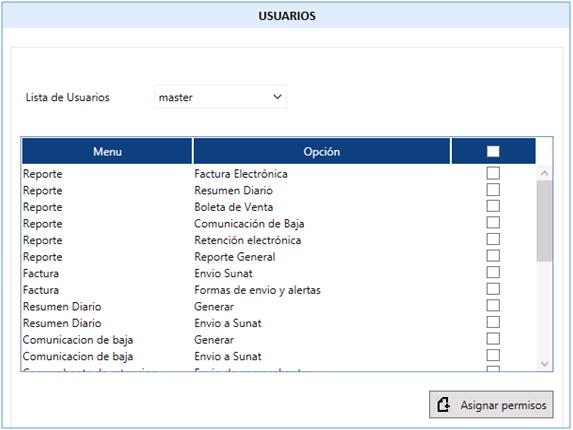 USUARIOS
Lista de Usuarios master
Menu Opción
Reporte Factura Electrónica
Reporte Resumen Diario
Reporte Boleta de Venta
Reporte Comunicación de Baja
Reporte Retención electrónica
Reporte Reporte General
Factura Envio Sunat
Factura Formas de envio y alertas
Resumen Diario Generar
Resumen Diario Envio a Sunat
Comunicacion de baja Generar
Comunicacion de baja Envio a Sunat
Asignar permisos